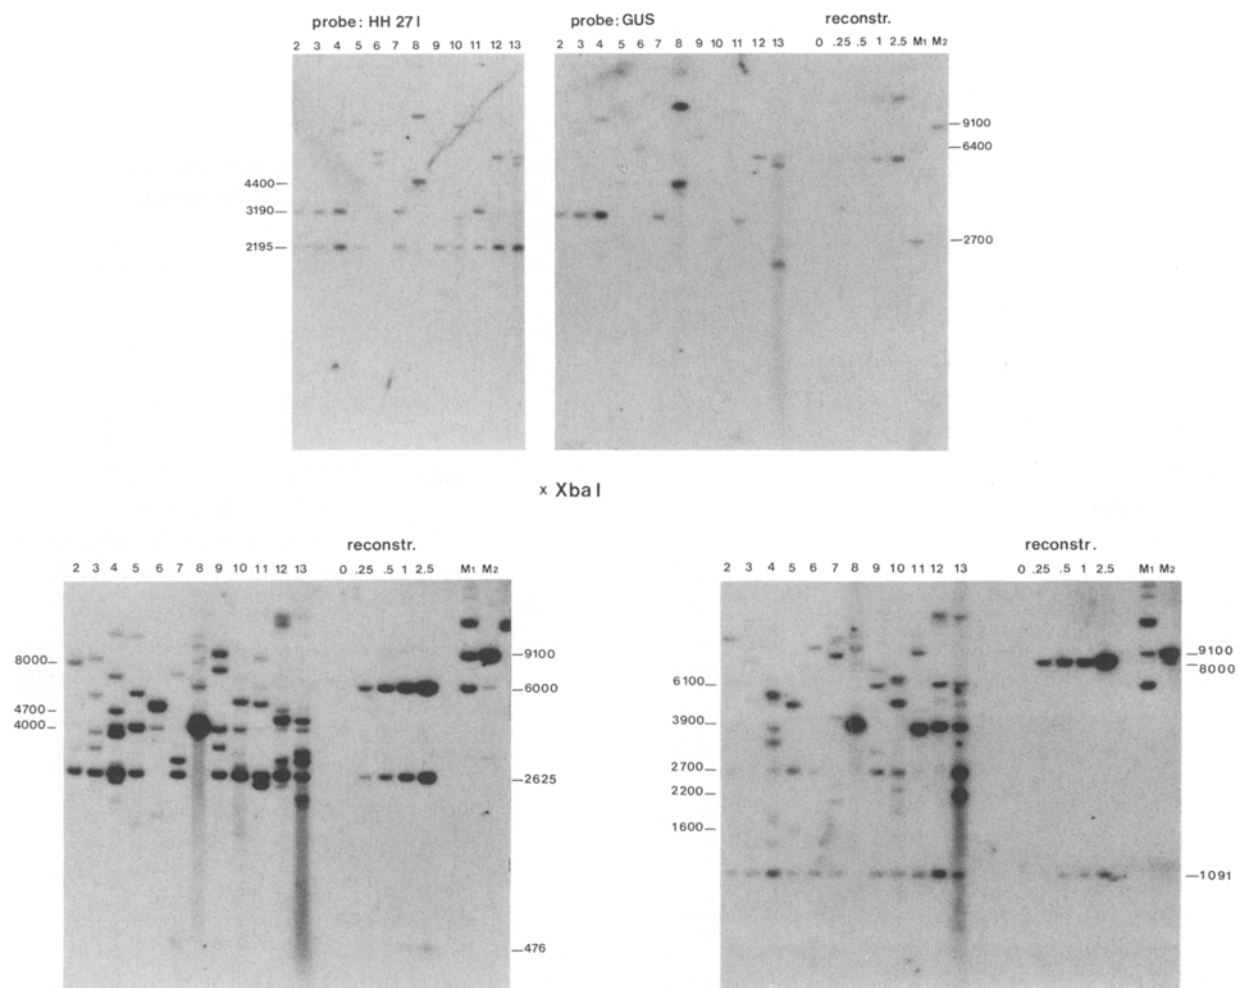 probe: HH 271 probe: GUS reconstr.
2 3 4 5 6 7 8 9 10 11 12 13 2 3 4 5 6 7 8 9 10 11 12 13 0 .25 .5 1 2.5 M1 M2
9100
6400
4400
3190
2195
2700
x Xba I
reconstr. reconstr.
2 3 4 5 6 7 8 9 10 11 12 13 0 .25 .5 1 2.5 M1 M2 2 3 4 5 6 7 8 9 10 11 12 13 0 .25 .5 1 2.5 M1 M2
8000 9100 9100
8000
6000 6100
4700
4000 3900
2625 2700
2200
1600
1091
476